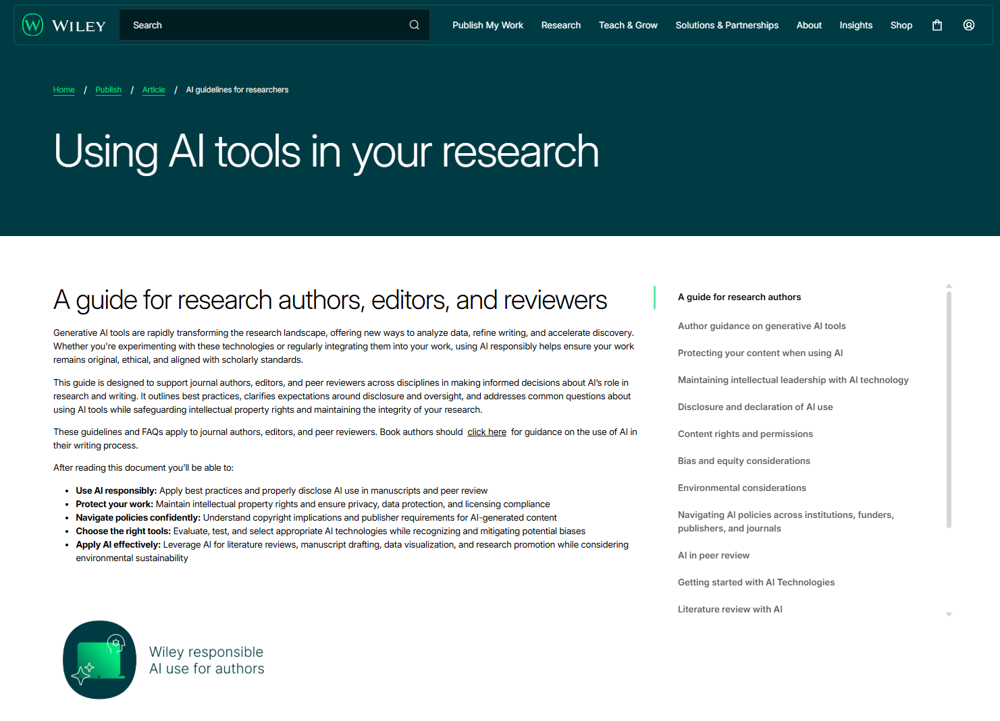 WILEY
Search
Publish My Work
Research
Teach & Grow
Solutions & Partnerships
About
Insights
Shop
Home / Publish / Article / AI guidelines for researchers
Using AI tools in your research
A guide for research authors, editors, and reviewers
Generative AI tools are rapidly transforming the research landscape, offering new ways to analyze data, refine writing, and accelerate discovery.
Whether you're experimenting with these technologies or regularly integrating them into your work, using AI responsibly helps ensure your work
remains original, ethical, and aligned with scholarly standards.
This guide is designed to support journal authors, editors, and peer reviewers across disciplines in making informed decisions about AI’s role in
research and writing. It outlines best practices, clarifies expectations around disclosure and oversight, and addresses common questions about
using AI tools while safeguarding intellectual property rights and maintaining the integrity of your research.
These guidelines and FAQs apply to journal authors, editors, and peer reviewers. Book authors should click here for guidance on the use of AI in
their writing process.
After reading this document you’ll be able to:
• Use AI responsibly: Apply best practices and properly disclose AI use in manuscripts and peer review
• Protect your work: Maintain intellectual property rights and ensure privacy, data protection, and licensing compliance
• Navigate policies confidently: Understand copyright implications and publisher requirements for AI-generated content
• Choose the right tools: Evaluate, test, and select appropriate AI technologies while recognizing and mitigating potential biases
• Apply AI effectively: Leverage AI for literature reviews, manuscript drafting, data visualization, and research promotion while considering
environmental sustainability
Wiley responsible
AI use for authors
A guide for research authors
Author guidance on generative AI tools
Protecting your content when using AI
Maintaining intellectual leadership with AI technology
Disclosure and declaration of AI use
Content rights and permissions
Bias and equity considerations
Environmental considerations
Navigating AI policies across institutions, funders,
publishers, and journals
AI in peer review
Getting started with AI Technologies
Literature review with AI